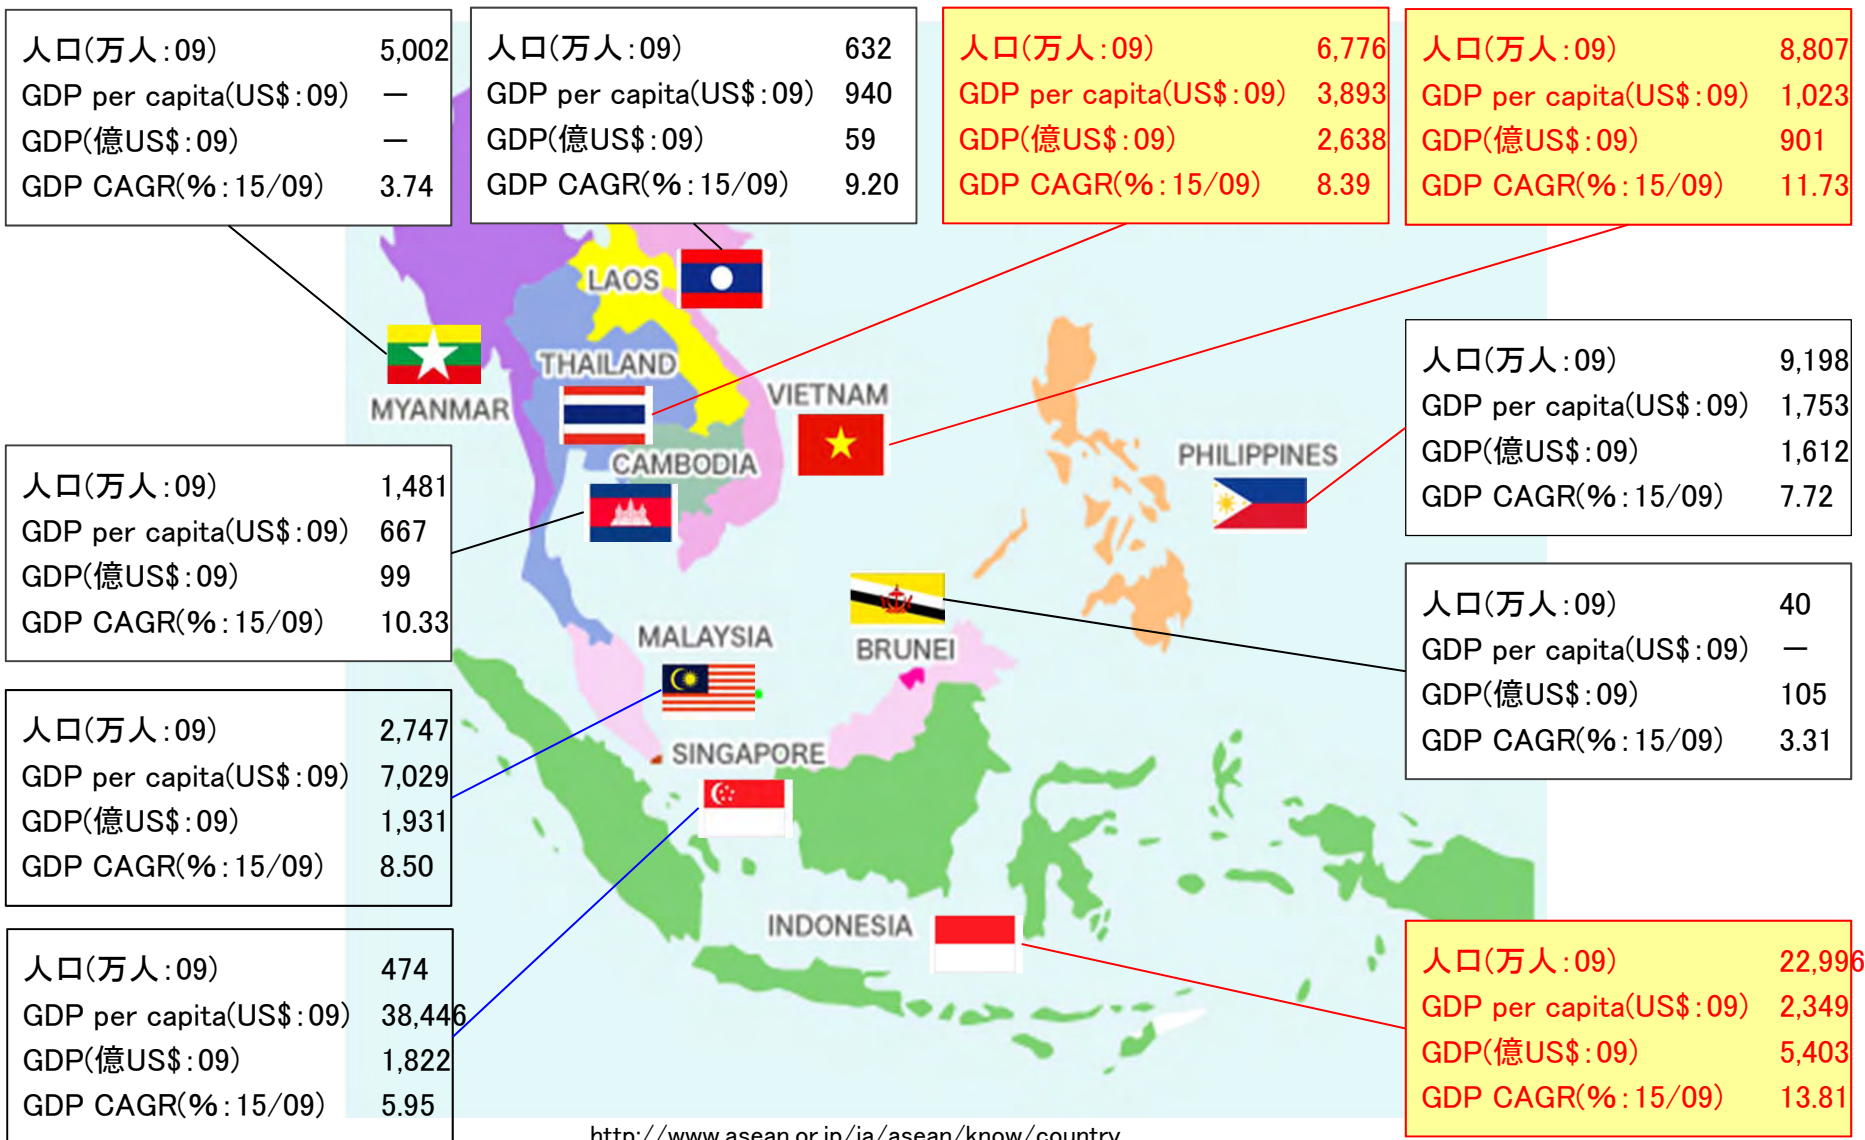 人口(万人:09) 5,002
GDP per capita(US$:09) －
GDP(億US$:09) －
GDP CAGR(%:15/09) 3.74
人口(万人:09) 632
GDP per capita(US$:09) 940
GDP(億US$:09) 59
GDP CAGR(%:15/09) 9.20
人口(万人:09) 6,776
GDP per capita(US$:09) 3,893
GDP(億US$:09) 2,638
GDP CAGR(%:15/09) 8.39
人口(万人:09) 8,807
GDP per capita(US$:09) 1,023
GDP(億US$:09) 901
GDP CAGR(%:15/09) 11.73
LAOS
THAILAND
MYANMAR
VIETNAM
CAMBODIA
PHILIPPINES
人口(万人:09) 9,198
GDP per capita(US$:09) 1,753
GDP(億US$:09) 1,612
GDP CAGR(%:15/09) 7.72
人口(万人:09) 1,481
GDP per capita(US$:09) 667
GDP(億US$:09) 99
GDP CAGR(%:15/09) 10.33
MALAYSIA
BRUNEI
人口(万人:09) 40
GDP per capita(US$:09) －
GDP(億US$:09) 105
GDP CAGR(%:15/09) 3.31
人口(万人:09) 2,747
GDP per capita(US$:09) 7,029
GDP(億US$:09) 1,931
GDP CAGR(%:15/09) 8.50
SINGAPORE
INDONESIA
人口(万人:09) 474
GDP per capita(US$:09) 38,446
GDP(億US$:09) 1,822
GDP CAGR(%:15/09) 5.95
人口(万人:09) 22,996
GDP per capita(US$:09) 2,349
GDP(億US$:09) 5,403
GDP CAGR(%:15/09) 13.81
http://www.asean.or.jp/ja/asean/know/country